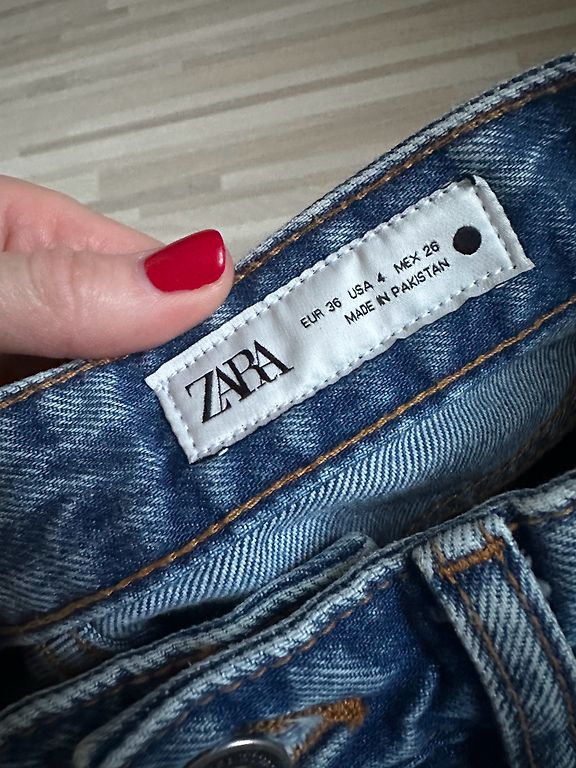 ZARA
EUR 36 USA 4 MEX 26
MADE IN PAKISTAN